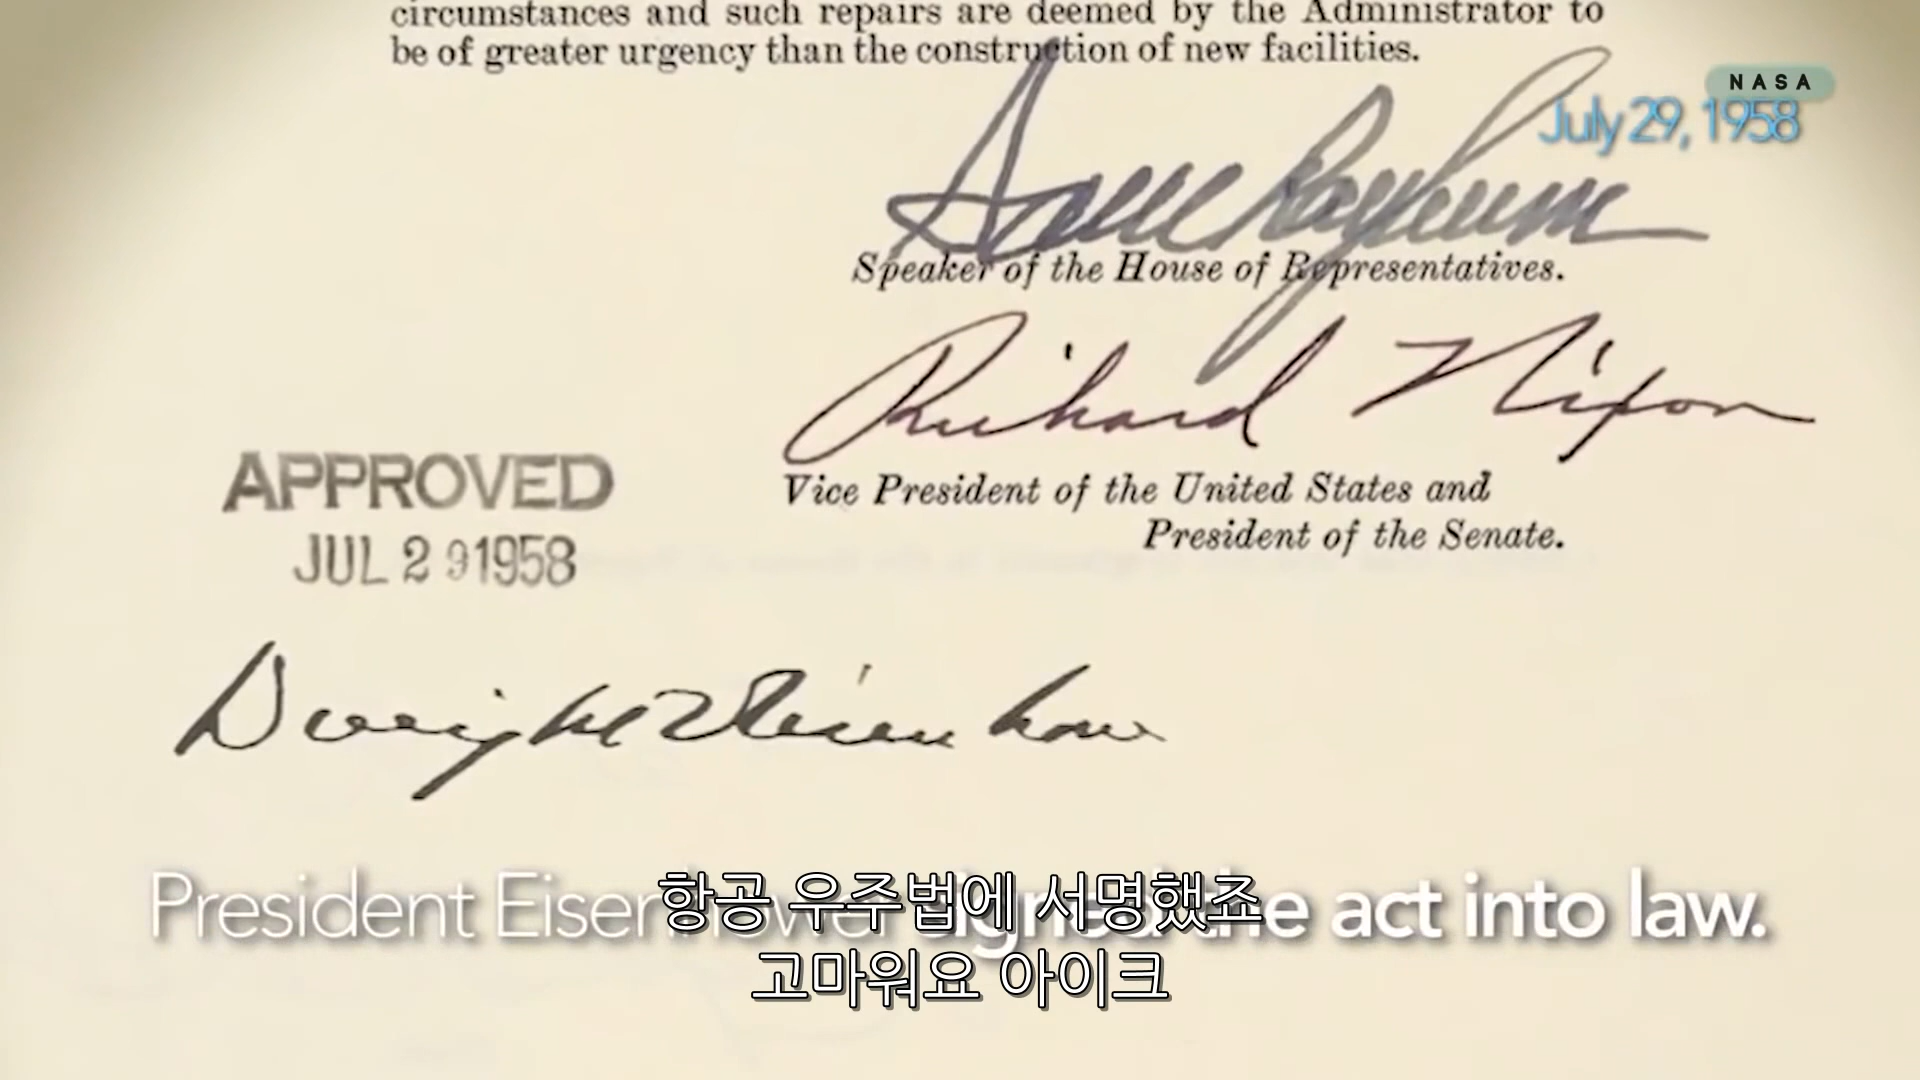 circumstances and such repairs are deemed by the Administrator to
be of greater urgency than the construction of new facilities.
NASA
July 29, 1958
Sam Rayburn
Speaker of the House of Representatives.
Richard Nixon
Vice President of the United States and
President of the Senate.
APPROVED
JUL 29 1958
Dwight D Eisenhower
President Eisenhower signed the act into law.
항공 우주법에 서명했죠
고마워요 아이크